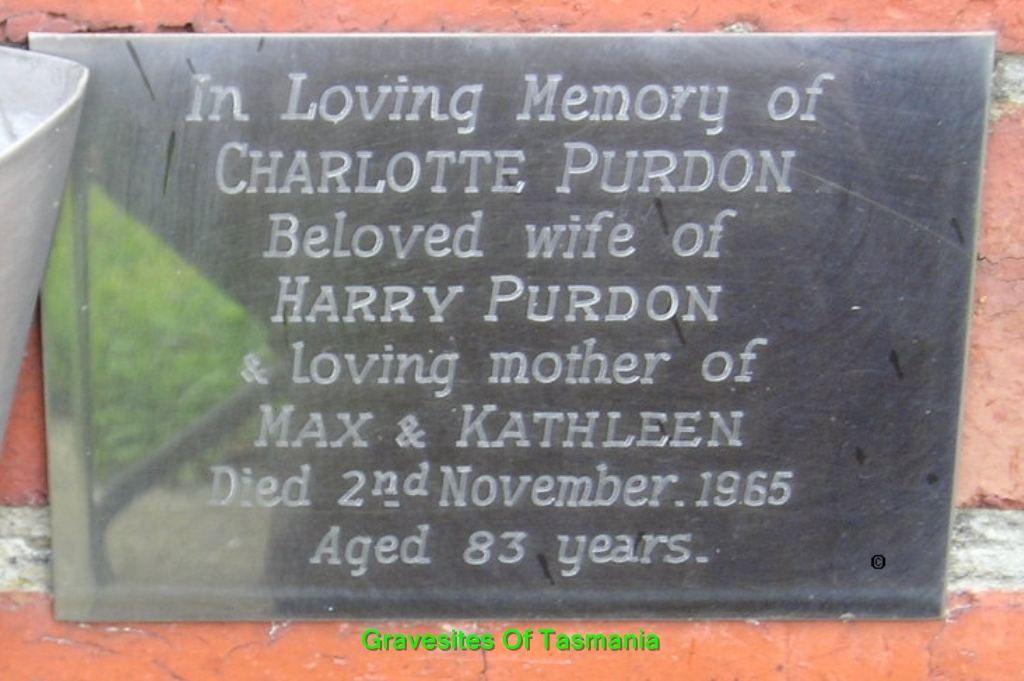 In Loving Memory of
CHARLOTTE PURDON
Beloved wife of
HARRY PURDON
& loving mother of
MAX & KATHLEEN
Died 2nd November. 1965
Aged 83 years.
©
Gravesites Of Tasmania